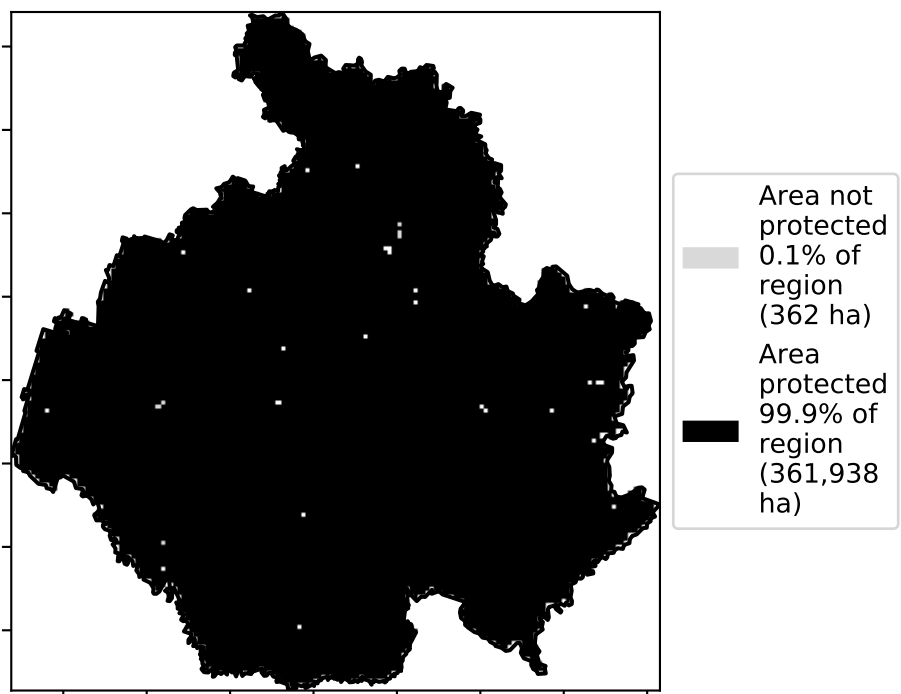 Area not
protected
0.1% of
region
(362 ha)
Area
protected
99.9% of
region
(361,938
ha)